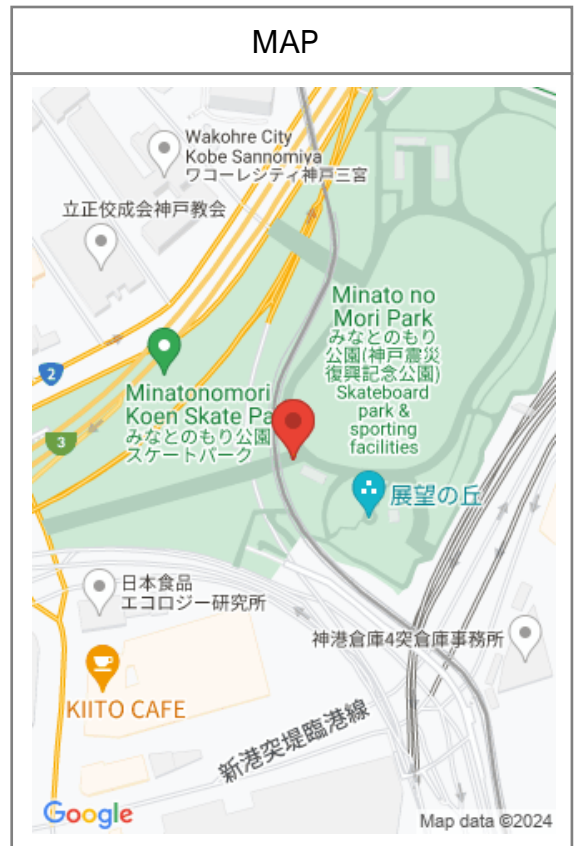 MAP
Wakohre City
Kobe Sannomiya
ワコーレシティ神戸三宮
立正佼成会神戸教会
Minato no
Mori Park
みなとのもり
公園(神戸震災
復興記念公園)
Skateboard
park &
sporting
facilities
2
Minatonomori
Koen Skate Pa
みなとのもり公園
スケートパーク
3
展望の丘
日本食品
エコロジー研究所
神港倉庫4突倉庫事務所
KIITO CAFE
新港突堤臨港線
Google
Map data ©2024